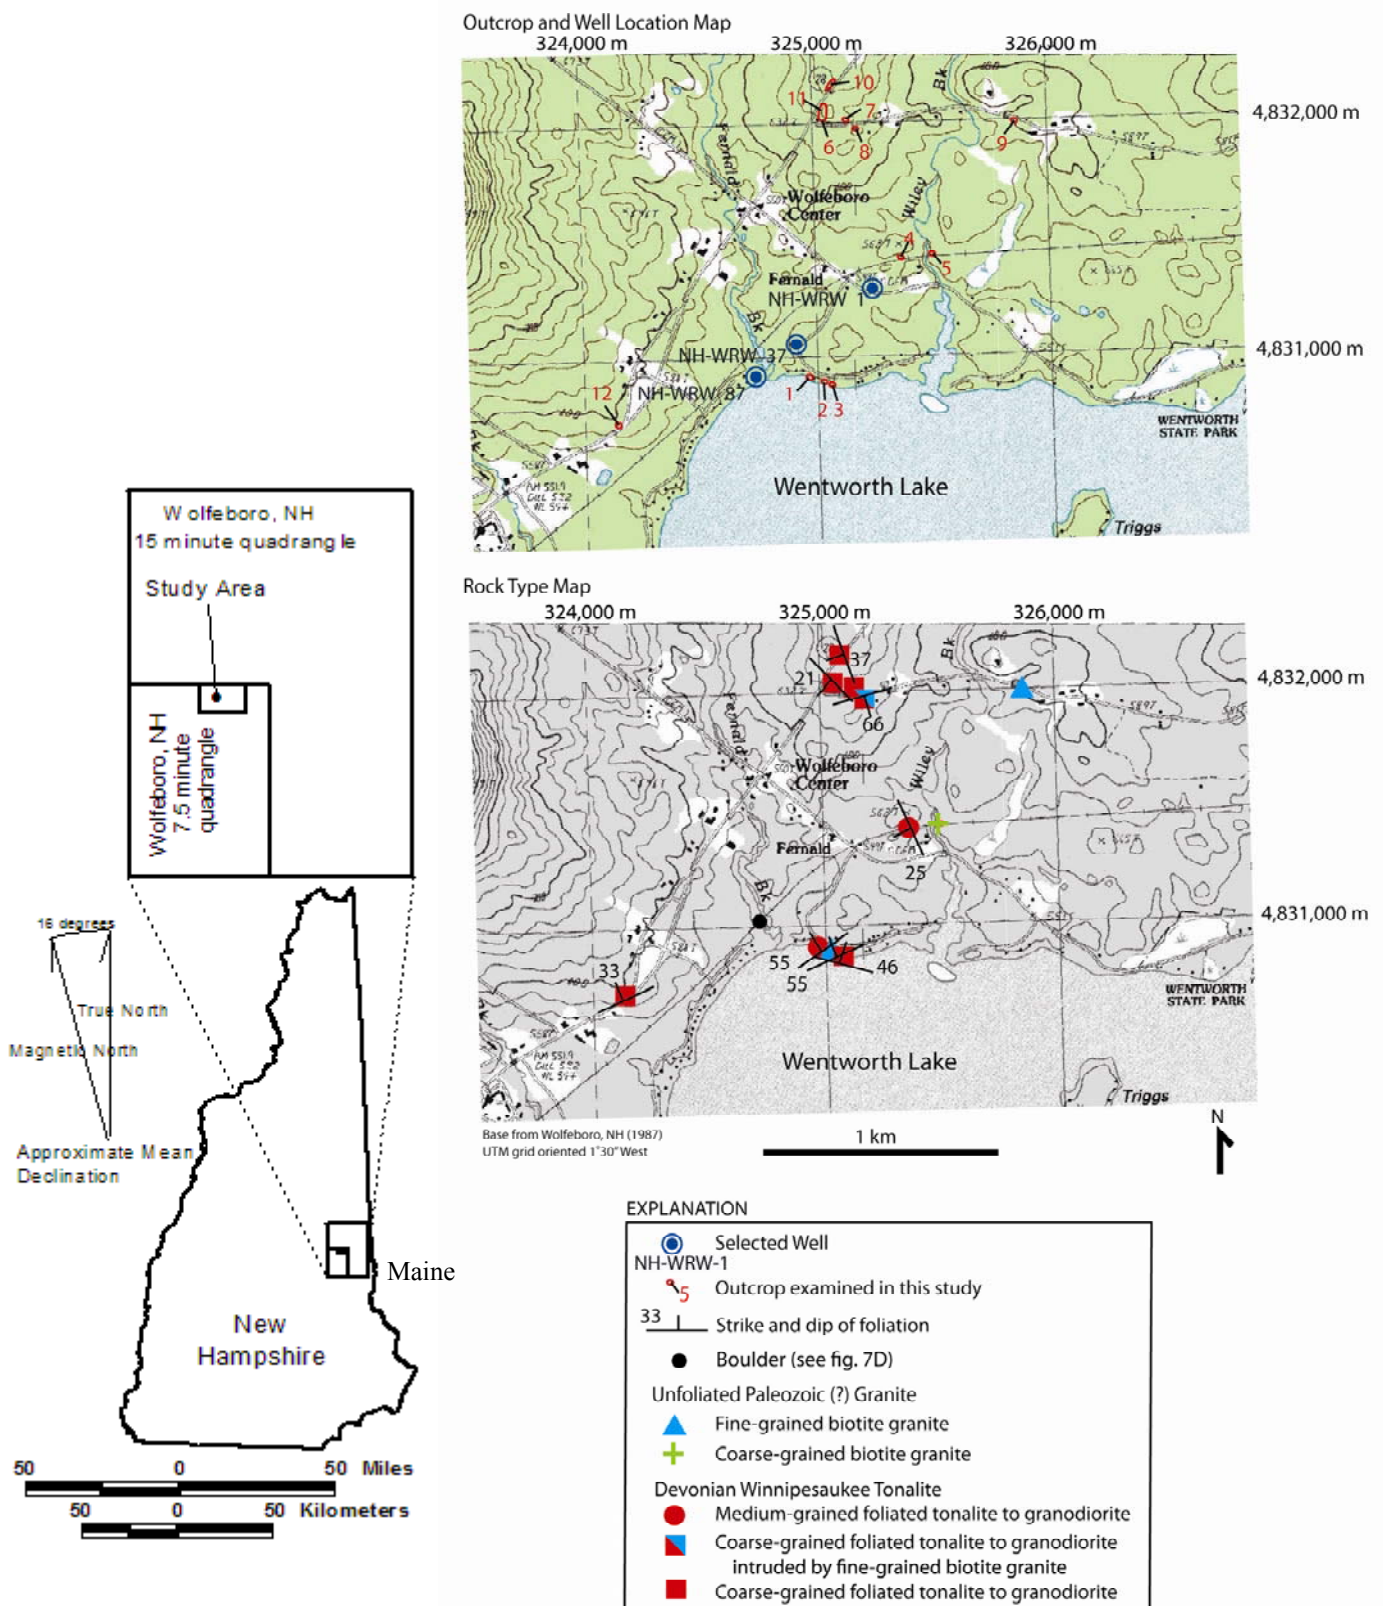 Outcrop and Well Location Map
324,000 m 325,000 m 326,000 m
4,832,000 m
4,831,000 m
Bk
10
11
7
6
8
9
Fernald
Wolfeboro
Center
Wiley
4
5
Fernald
NH-WRW 1
Bk
NH-WRW 37
NH-WRW 87
1
2 3
12
WENTWORTH
STATE PARK
Wentworth Lake
Triggs
Wolfeboro, NH
15 minute quadrangle
Study Area
Wolfeboro, NH
7.5 minute
quadrangle
16 degrees
True North
Magnetic North
Approximate Mean
Declination
Maine
New
Hampshire
50 0 50 Miles
50 0 50 Kilometers
Rock Type Map
324,000 m 325,000 m 326,000 m
4,832,000 m
4,831,000 m
Bk
37
21
66
Fernald
Wolfeboro
Center
Wiley
Fernald
25
Bk
55
55
46
33
WENTWORTH
STATE PARK
Wentworth Lake
Triggs
Base from Wolfeboro, NH (1987)
UTM grid oriented 1°30" West
1 km
N
EXPLANATION
Selected Well
NH-WRW-1
5 Outcrop examined in this study
33 Strike and dip of foliation
Boulder (see fig. 7D)
Unfoliated Paleozoic (?) Granite
Fine-grained biotite granite
Coarse-grained biotite granite
Devonian Winnipesaukee Tonalite
Medium-grained foliated tonalite to granodiorite
Coarse-grained foliated tonalite to granodiorite
intruded by fine-grained biotite granite
Coarse-grained foliated tonalite to granodiorite